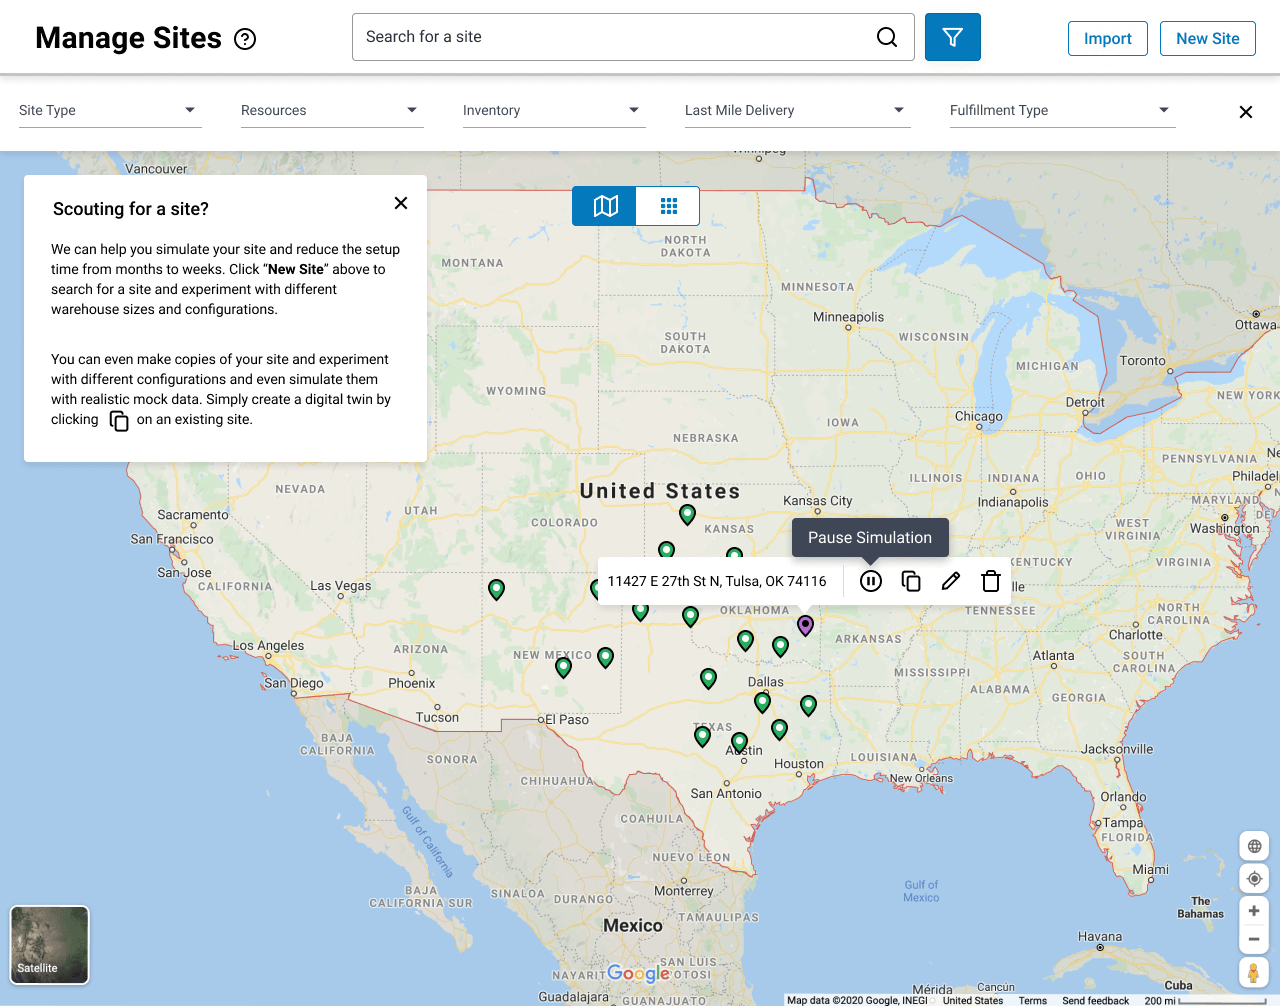 Manage Sites
Search for a site
Import
New Site
Site Type
Resources
Inventory
Last Mile Delivery
Fulfillment Type
Vancouver
Winnipeg
Scouting for a site?
We can help you simulate your site and reduce the setup
time from months to weeks. Click “New Site” above to
search for a site and experiment with different
warehouse sizes and configurations.
You can even make copies of your site and experiment
with different configurations and even simulate them
with realistic mock data. Simply create a digital twin by
clicking on an existing site.
NORTH
DAKOTA
MONTANA
MINNESOTA
Minneapolis
Ottawa
SOUTH
DAKOTA
WISCONSIN
MICHIGAN
Toronto
WYOMING
NEW YORK
Detroit
Chicago
IOWA
NEBRASKA
PENNSYLVANIA
Ne
Philadel
ILLINOIS
INDIANA
OHIO
NEVADA
United States
Indianapolis
MARYLAND
Kansas City
UTAH
Sacramento
COLORADO
KANSAS
WEST
VIRGINIA
DE
Washington
San Francisco
Pause Simulation
VIRGINIA
San Jose
KENTUCKY
CALIFORNIA
Las Vegas
11427 E 27th St N, Tulsa, OK 74116
lle
OKLAHOMA
TENNESSEE
NORTH
CAROLINA
Charlotte
ARKANSAS
Los Angeles
ARIZONA
NEW MEXICO
Atlanta
SOUTH
CAROLINA
MISSISSIPPI
San Diego
Phoenix
Dallas
ALABAMA
GEORGIA
Tucson
El Paso
TEXAS
BAJA
CALIFORNIA
SONORA
Austin
Jacksonville
LOUISIANA
Houston
CHIHUAHUA
New Orleans
San Antonio
Orlando
Gulf of
California
COAHUILA
Tampa
FLORIDA
NUEVO LEON
Miami
BAJA
CALIFORNIA SUR
SINALOA
DURANGO
Monterrey
Gulf of
Mexico
The
Bahamas
TAMAULIPAS
Mexico
Havana
Satellite
NAYARIT
Google
SAN LUIS
POTOSI
Cuba
Guadalajara
GUANAJUATO
Mérida
Cancún
Map data ©2020 Google, INEGI
United States
Terms
Send feedback
200 mi